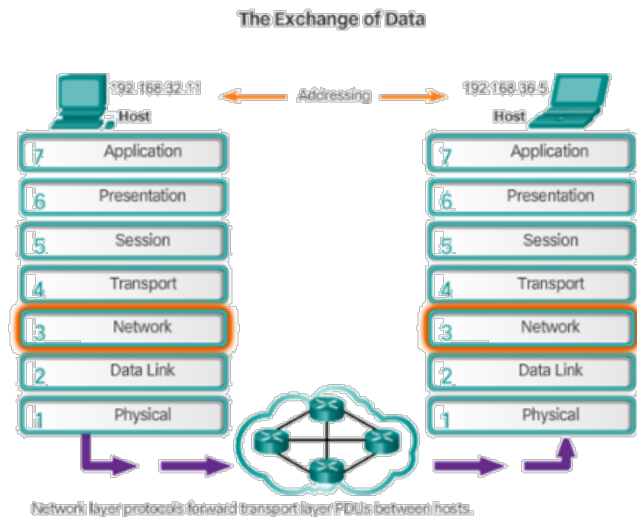 The Exchange of Data
192.168.32.11
Addressing
192.168.36.5
Host
Host
7 Application
7 Application
6 Presentation
6 Presentation
5 Session
5 Session
4 Transport
4 Transport
3 Network
3 Network
2 Data Link
2 Data Link
1 Physical
1 Physical
Network layer protocols forward transport layer PDUs between hosts.